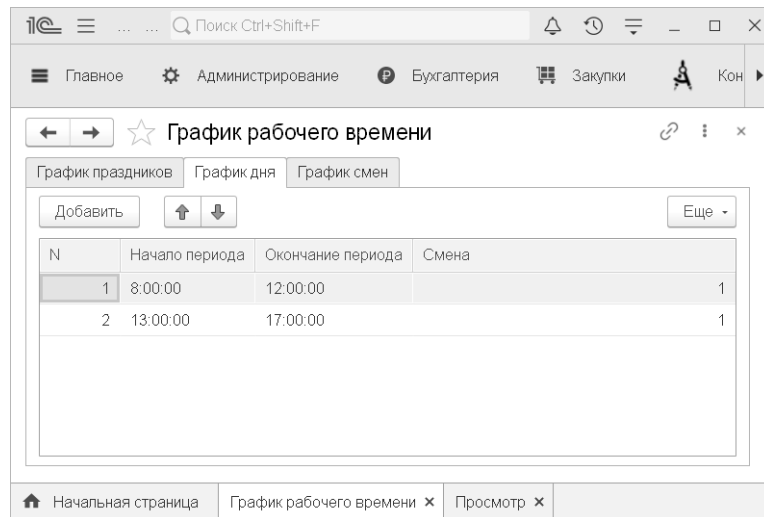 1С ... ... Поиск Ctrl+Shift+F
Главное Администрирование Бухгалтерия Закупки Кон
График рабочего времени
График праздников График дня График смен
Добавить Еще
N Начало периода Окончание периода Смена
1 8:00:00 12:00:00 1
2 13:00:00 17:00:00 1
Начальная страница График рабочего времени Просмотр